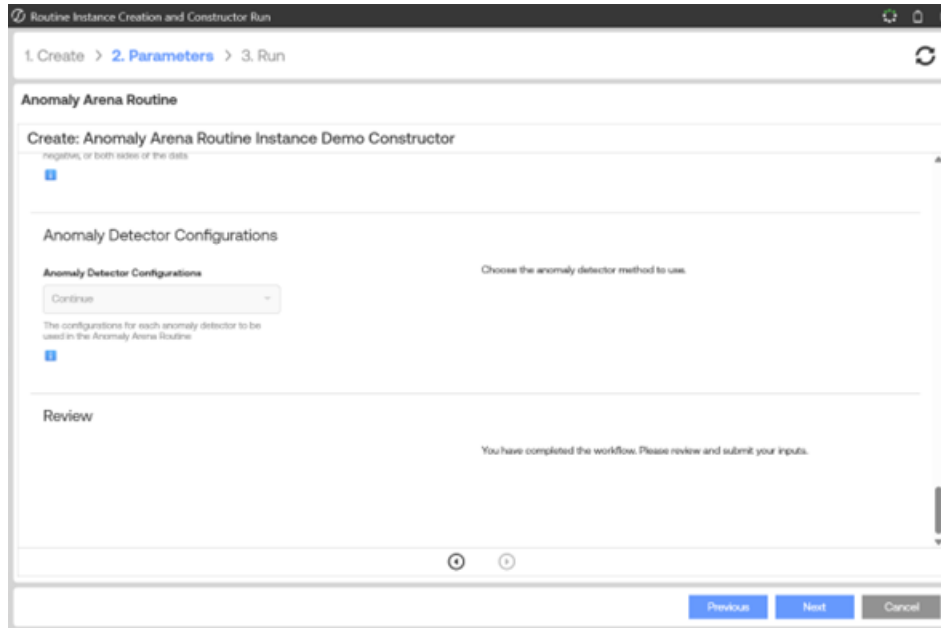 Routine Instance Creation and Constructor Run
1. Create > 2. Parameters > 3. Run
Anomaly Arena Routine
Create: Anomaly Arena Routine Instance Demo Constructor
negative, or both sides of the data
Anomaly Detector Configurations
Anomaly Detector Configurations
Choose the anomaly detector method to use.
Continue
The configurations for each anomaly detector to be
used in the Anomaly Arena Routine
Review
You have completed the workflow. Please review and submit your inputs.
Previous Next Cancel